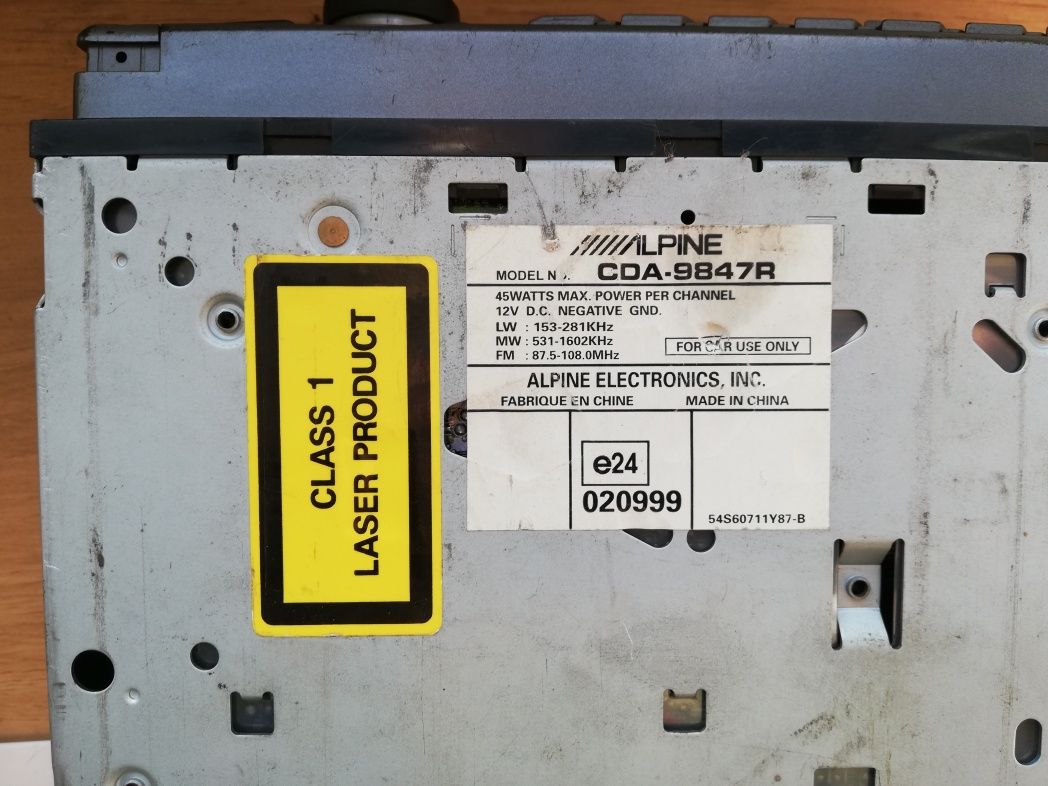 CLASS 1
LASER PRODUCT
ALPINE
MODEL N . CDA-9847R
45WATTS MAX. POWER PER CHANNEL
12V D.C. NEGATIVE GND.
LW : 153-281KHz
MW : 531-1602KHz
FM : 87.5-108.0MHz
FOR CAR USE ONLY
ALPINE ELECTRONICS, INC.
FABRIQUE EN CHINE MADE IN CHINA
e24
020999
54S60711Y87-B